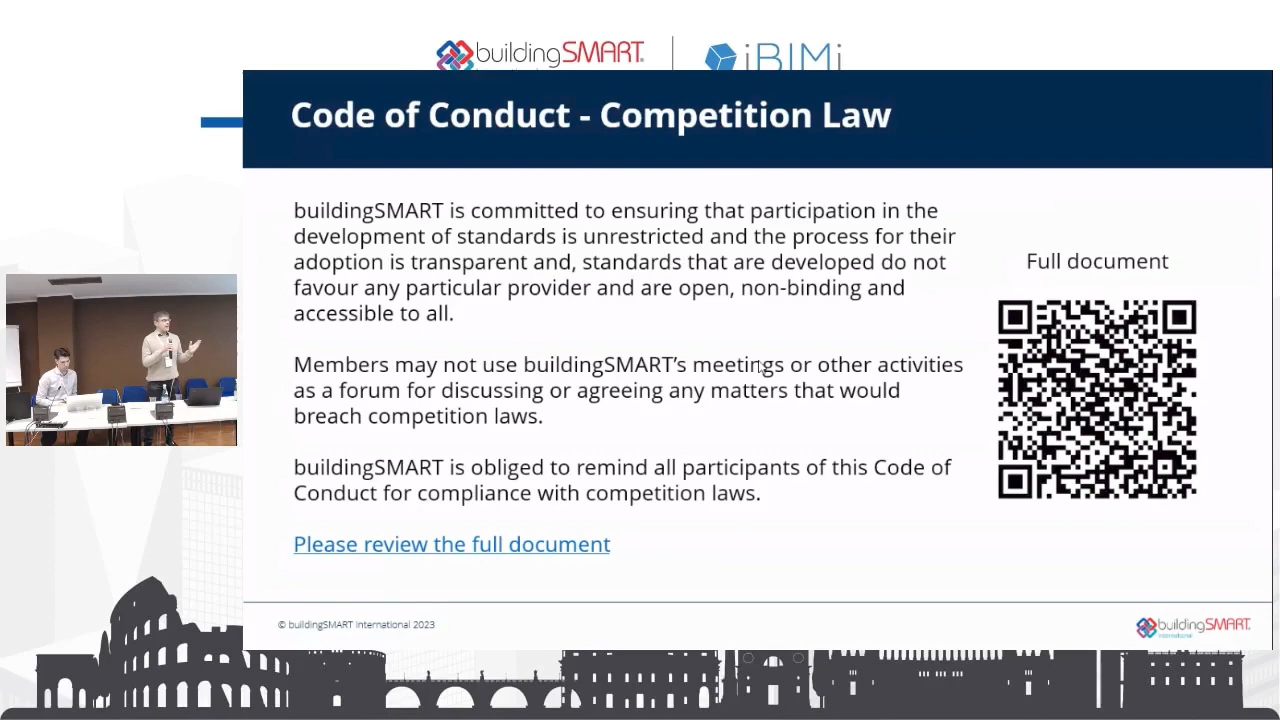 buildingSMART
iBIMi
Code of Conduct - Competition Law
buildingSMART is committed to ensuring that participation in the
development of standards is unrestricted and the process for their
adoption is transparent and, standards that are developed do not
favour any particular provider and are open, non-binding and
accessible to all.
Members may not use buildingSMART's meetings or other activities
as a forum for discussing or agreeing any matters that would
breach competition laws.
buildingSMART is obliged to remind all participants of this Code of
Conduct for compliance with competition laws.
Please review the full document
Full document
© buildingSMART International 2023
buildingSMART
International